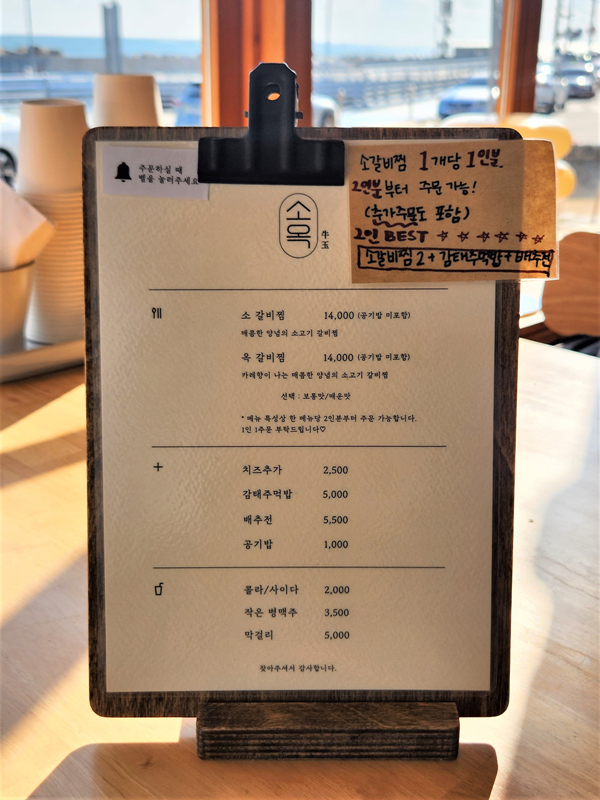 주문하실 때
벨을 눌러주세요
소갈비찜 1개당 1인분.
2인분부터 주문 가능!
(추가주문도 포함)
2인 BEST ☆☆☆☆☆☆
소갈비찜2+감태주먹밥+배추전
소옥
牛玉
소 갈비찜 14,000 (공기밥 미포함)
매콤한 양념의 소고기 갈비찜
옥 갈비찜 14,000 (공기밥 미포함)
카레향이 나는 매콤한 양념의 소고기 갈비찜
선택 : 보통맛/매운맛
* 메뉴 특성상 한 메뉴당 2인분부터 주문 가능합니다.
1인 1주문 부탁드립니다♡
+
치즈추가 2,500
감태주먹밥 5,000
배추전 5,500
공기밥 1,000
콜라/사이다 2,000
작은 병맥주 3,500
막걸리 5,000
찾아주셔서 감사합니다.